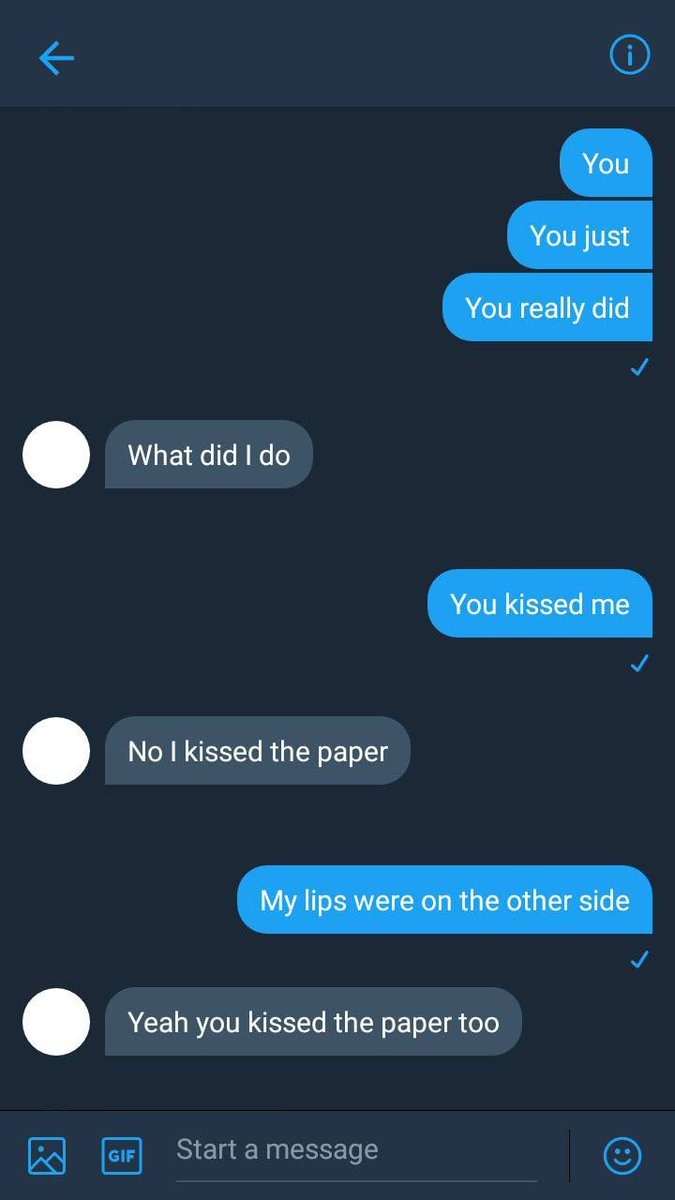 You
You just
You really did
What did I do
You kissed me
No I kissed the paper
My lips were on the other side
Yeah you kissed the paper too
GIF
Start a message